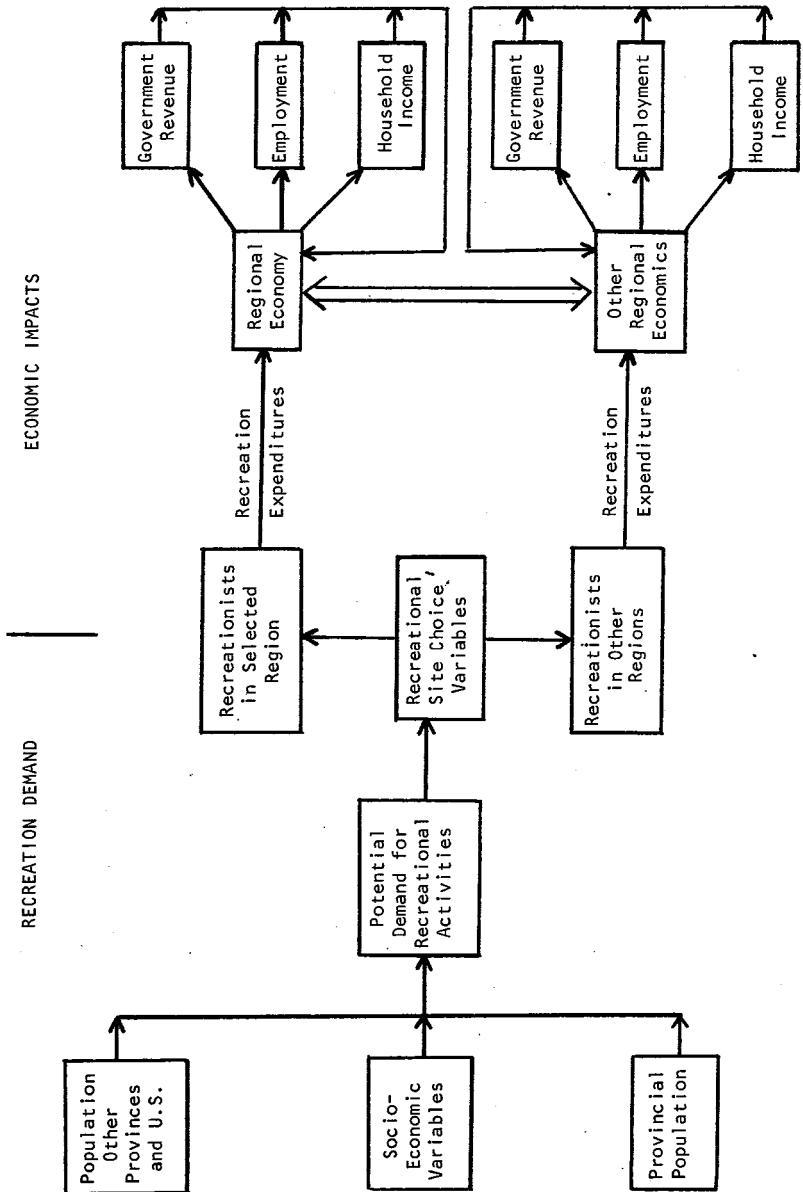 RECREATION DEMAND
ECONOMIC IMPACTS
Population
Other
Provinces
and U.S.
Socio-
Economic
Variables
Provincial
Population
Potential
Demand for
Recreational
Activities
Recreationists
in Selected
Region
Recreational
Site Choice
Variables
Recreationists
in Other
Regions
Recreation
Expenditures
Recreation
Expenditures
Regional
Economy
Other
Regional
Economics
Government
Revenue
Employment
Household
Income
Government
Revenue
Employment
Household
Income